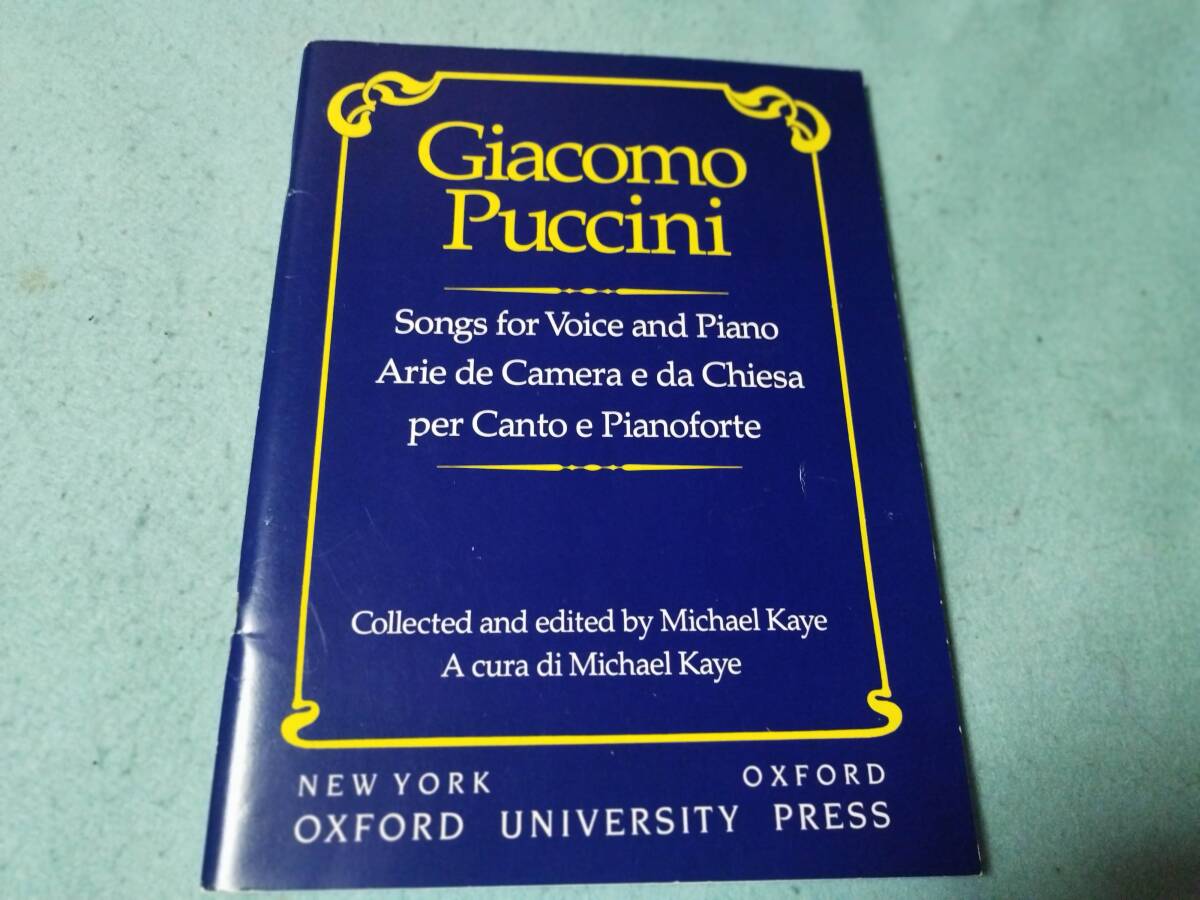 Giacomo
Puccini
Songs for Voice and Piano
Arie de Camera e da Chiesa
per Canto e Pianoforte
Collected and edited by Michael Kaye
A cura di Michael Kaye
NEW YORK OXFORD
OXFORD UNIVERSITY PRESS